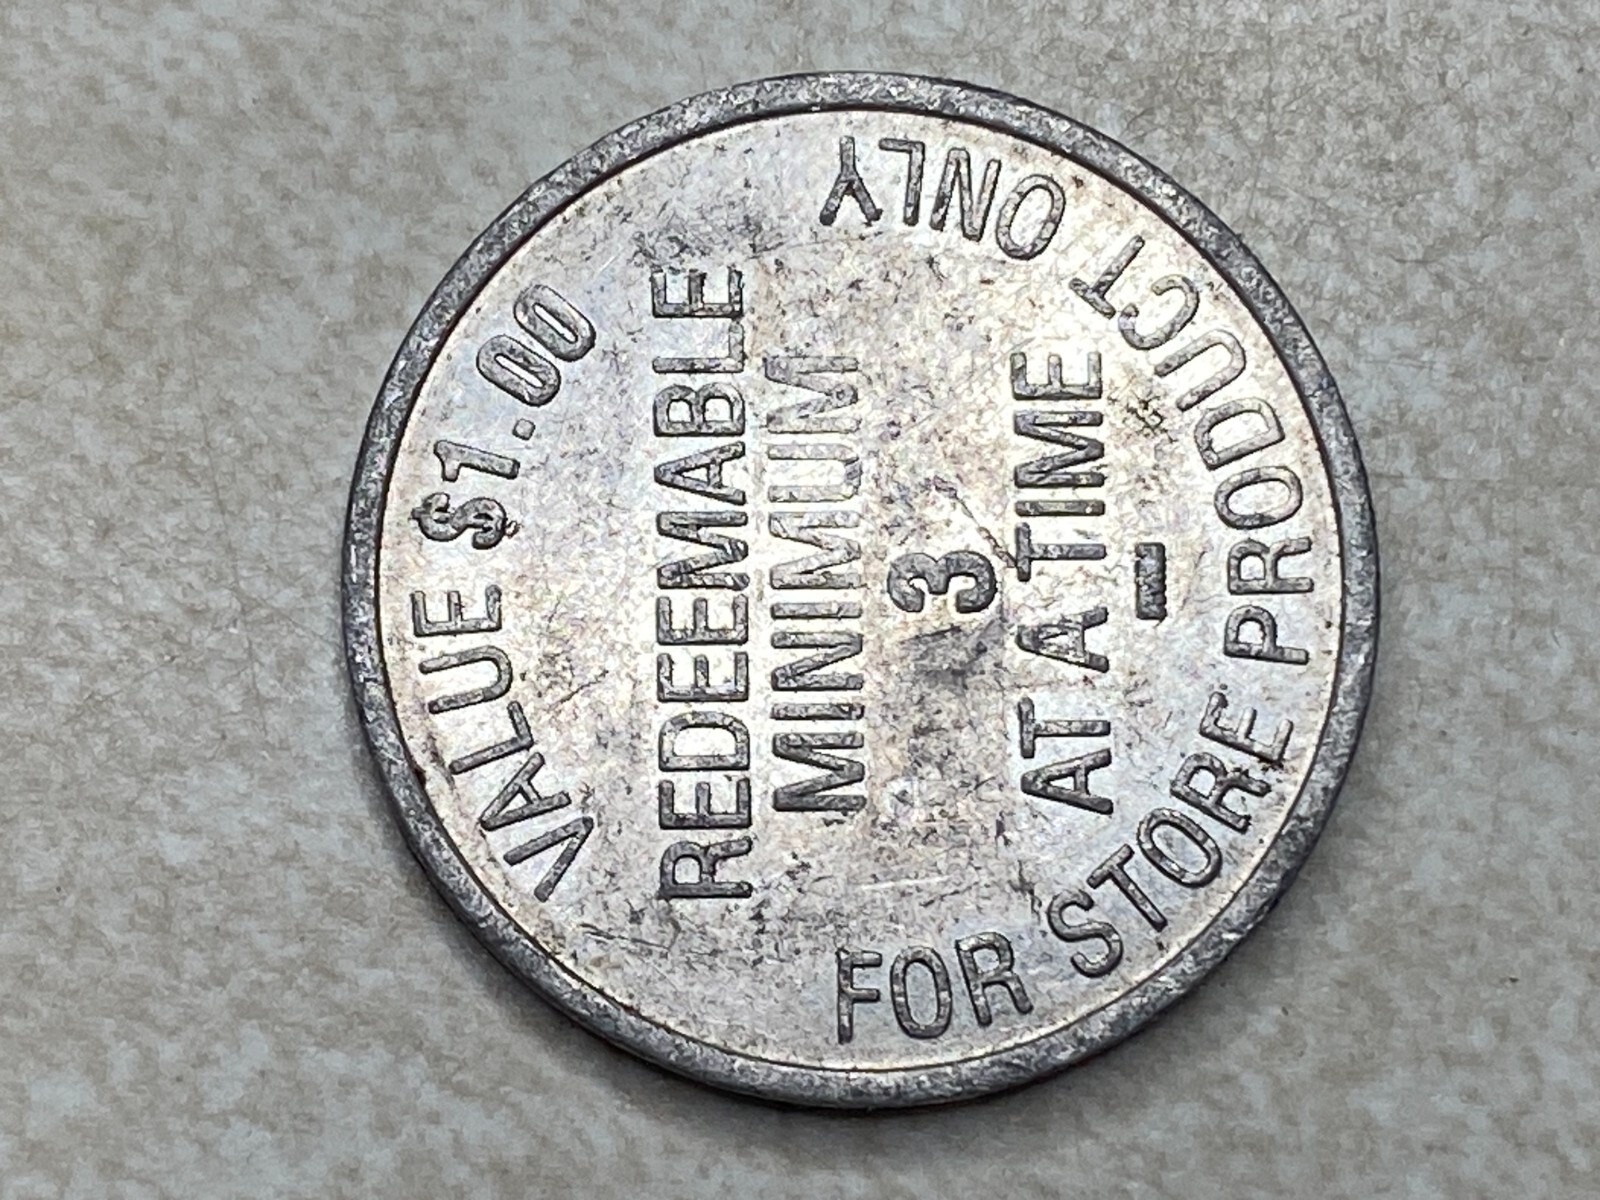 VALUE $1.00
REDEEMABLE
MINIMUM
3
AT A TIME
-
FOR STORE PRODUCT ONLY